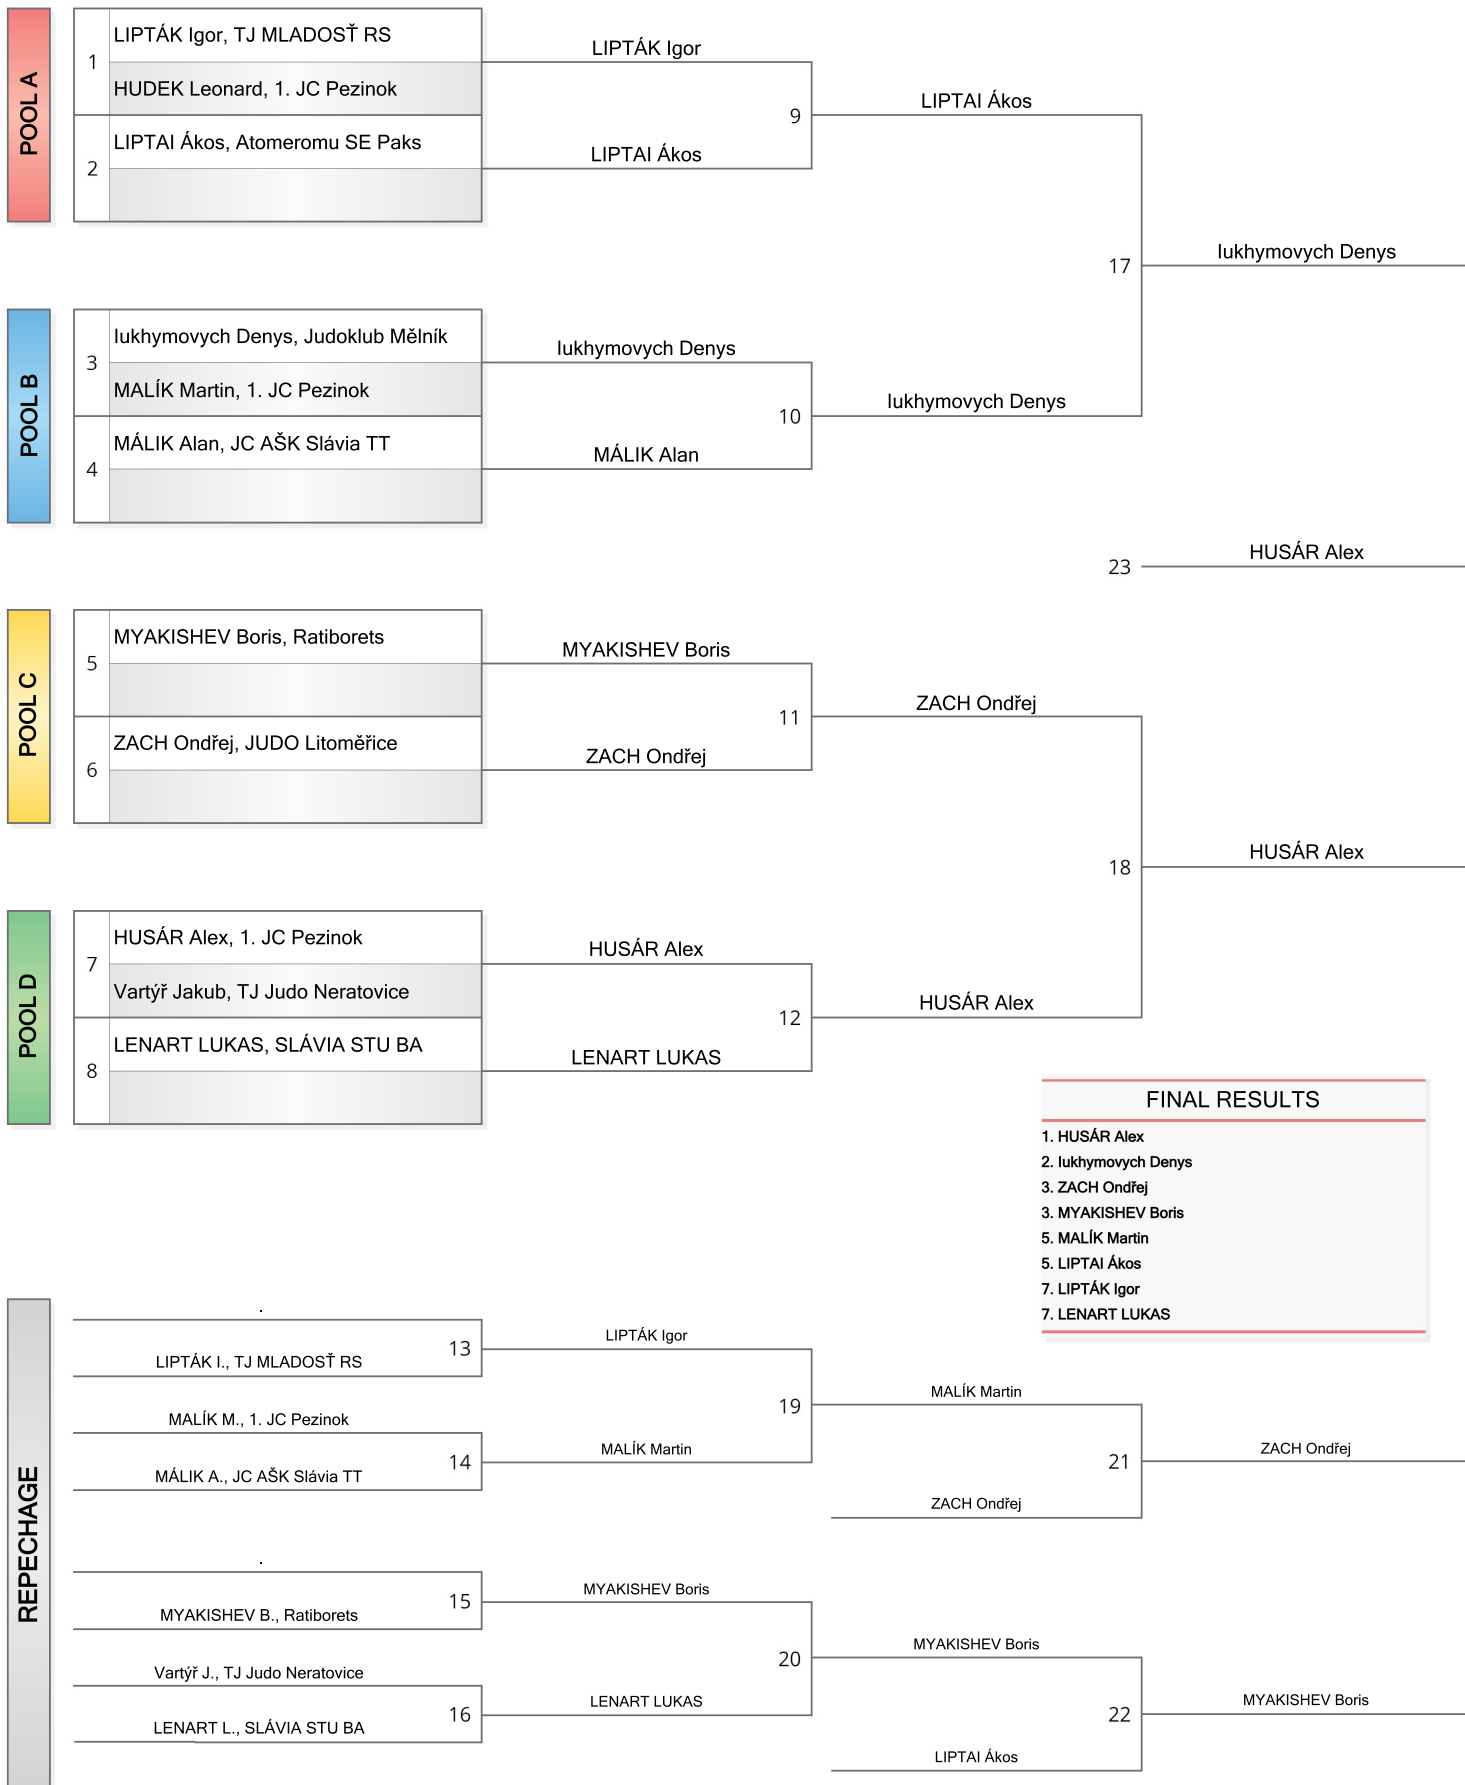 POOL A
1
LIPTÁK Igor, TJ MLADOSŤ RS
HUDEK Leonard, 1. JC Pezinok
2
LIPTAI Ákos, Atomeromu SE Paks
LIPTÁK Igor
LIPTAI Ákos
9
LIPTAI Ákos
17
Iukhymovych Denys
POOL B
3
Iukhymovych Denys, Judoklub Mělník
MALÍK Martin, 1. JC Pezinok
4
MÁLIK Alan, JC AŠK Slávia TT
Iukhymovych Denys
MÁLIK Alan
10
Iukhymovych Denys
23
HUSÁR Alex
POOL C
5
MYAKISHEV Boris, Ratiborets
6
ZACH Ondřej, JUDO Litoměřice
MYAKISHEV Boris
ZACH Ondřej
11
ZACH Ondřej
18
HUSÁR Alex
POOL D
7
HUSÁR Alex, 1. JC Pezinok
Vartýř Jakub, TJ Judo Neratovice
8
LENART LUKAS, SLÁVIA STU BA
HUSÁR Alex
LENART LUKAS
12
HUSÁR Alex
FINAL RESULTS
1. HUSÁR Alex
2. Iukhymovych Denys
3. ZACH Ondřej
3. MYAKISHEV Boris
5. MALÍK Martin
5. LIPTAI Ákos
7. LIPTÁK Igor
7. LENART LUKAS
REPECHAGE
.
LIPTÁK I., TJ MLADOSŤ RS
13
LIPTÁK Igor
MALÍK M., 1. JC Pezinok
MÁLIK A., JC AŠK Slávia TT
14
MALÍK Martin
19
MALÍK Martin
ZACH Ondřej
21
ZACH Ondřej
.
MYAKISHEV B., Ratiborets
15
MYAKISHEV Boris
Vartýř J., TJ Judo Neratovice
LENART L., SLÁVIA STU BA
16
LENART LUKAS
20
MYAKISHEV Boris
LIPTAI Ákos
22
MYAKISHEV Boris